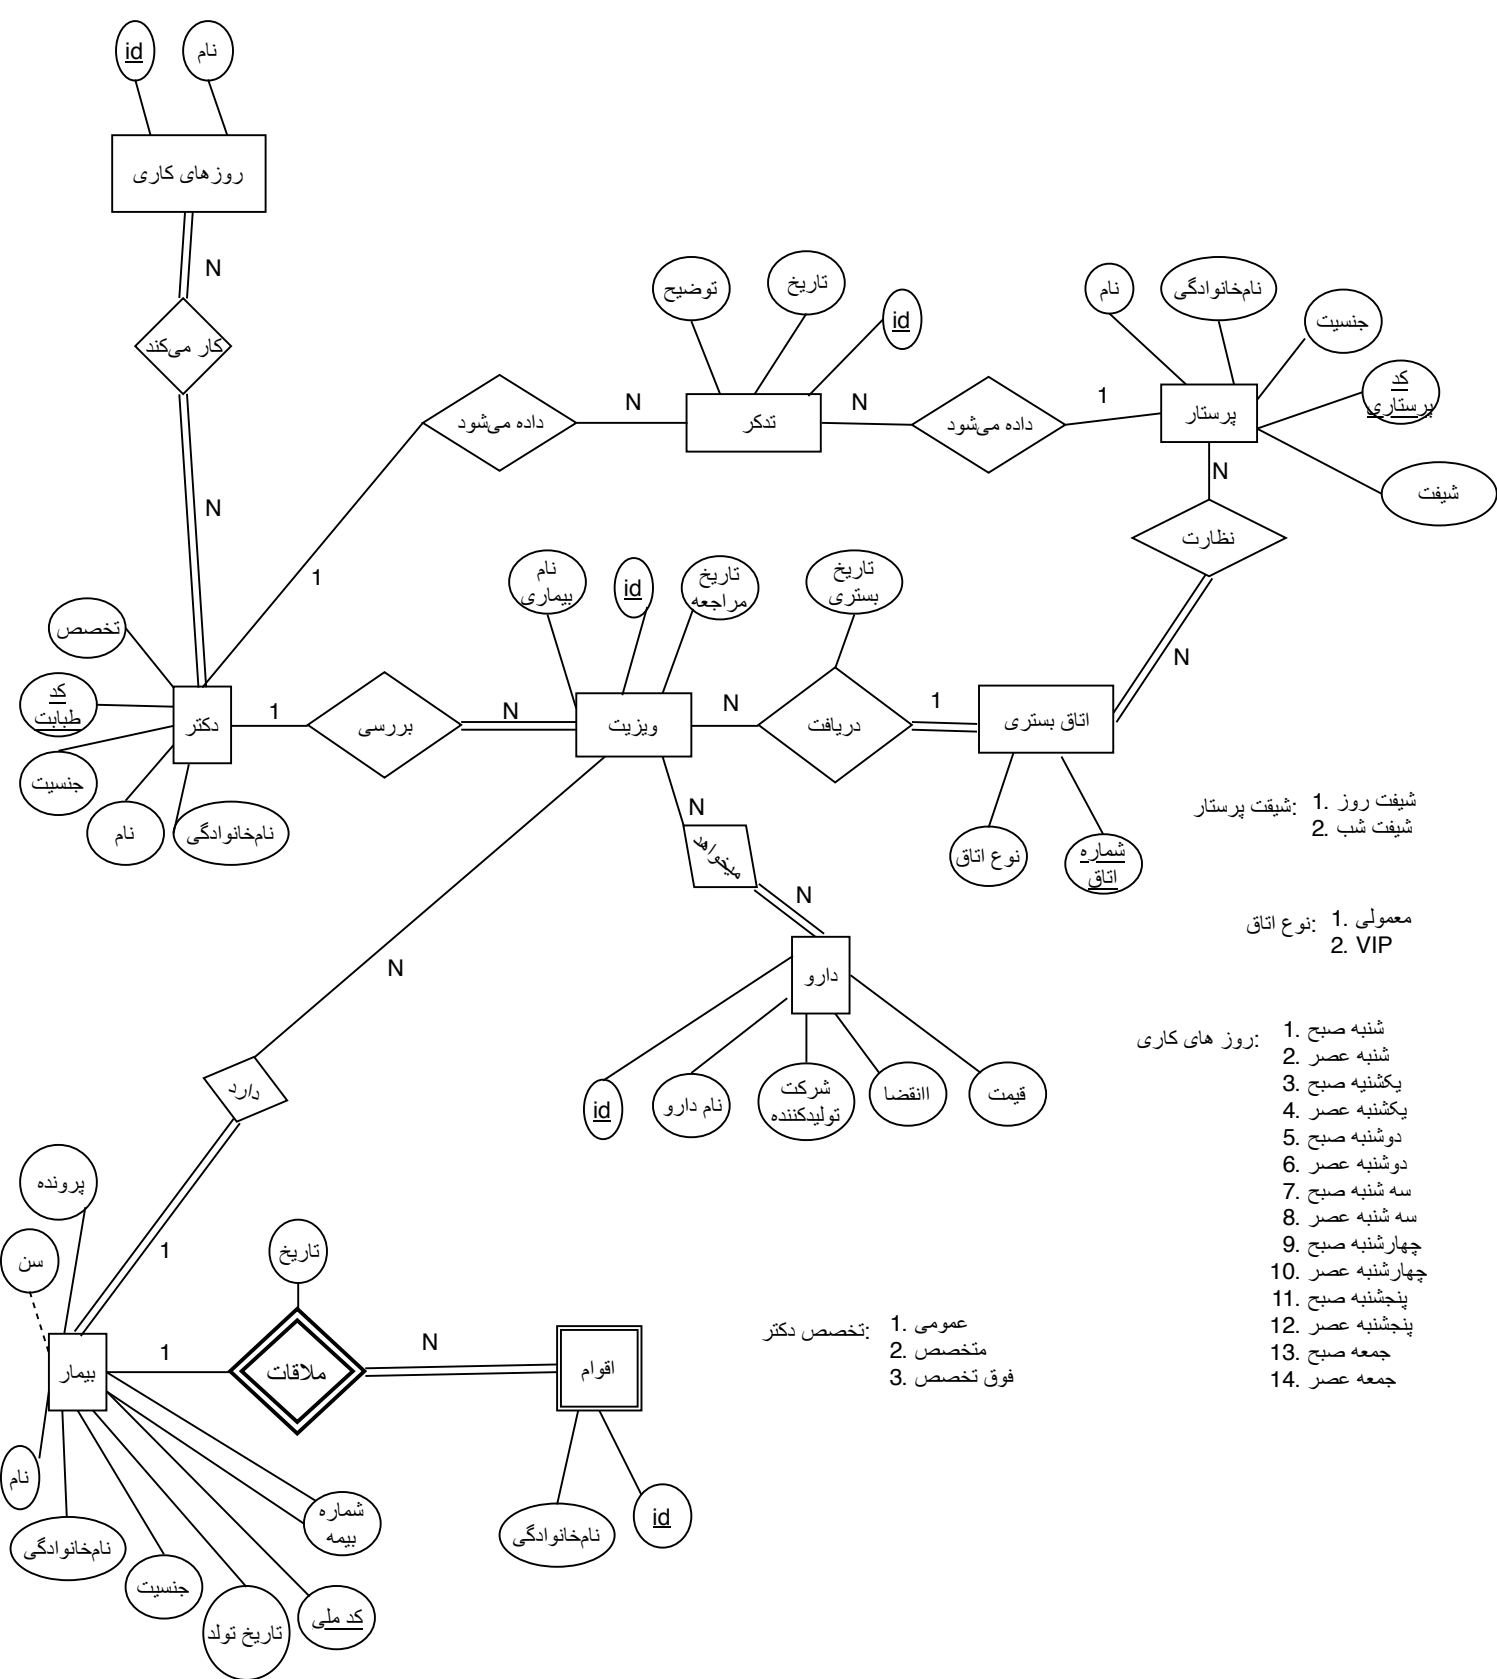 id
نام
روزهای کاری
N
کار می‌کند
N
توضیح
تاریخ
id
نام
نام‌خانوادگی
جنسیت
کد
پرستاری
شیفت
داده می‌شود
N
تدکر
N
داده می‌شود
1
پرستار
N
نظارت
N
1
نام
بیماری
id
تاریخ
مراجعه
تاریخ
بستری
تخصص
کد
طبابت
جنسیت
نام
نام‌خانوادگی
دکتر
1
بررسی
N
ویزیت
N
دریافت
1
اتاق بستری
نوع اتاق
شماره
اتاق
N
میخواهد
N
دارو
id
نام دارو
شرکت
تولیدکننده
اانقضا
قیمت
N
دارد
1
پرونده
سن
تاریخ
بیمار
1
ملاقات
N
اقوام
نام
نام‌خانوادگی
جنسیت
تاریخ تولد
کد ملی
شماره
بیمه
نام‌خانوادگی
id
شیقت پرستار:
1. شیفت روز
2. شیفت شب
نوع اتاق:
1. معمولی
2. VIP
روز های کاری:
1. شنبه صبح
2. شنبه عصر
3. یکشنبه صبح
4. یکشنبه عصر
5. دوشنبه صبح
6. دوشنبه عصر
7. سه شنبه صبح
8. سه شنبه عصر
9. چهارشنبه صبح
10. چهارشنبه عصر
11. پنجشنبه صبح
12. پنجشنبه عصر
13. جمعه صبح
14. جمعه عصر
تخصص دکتر:
1. عمومی
2. متخصص
3. فوق تخصص